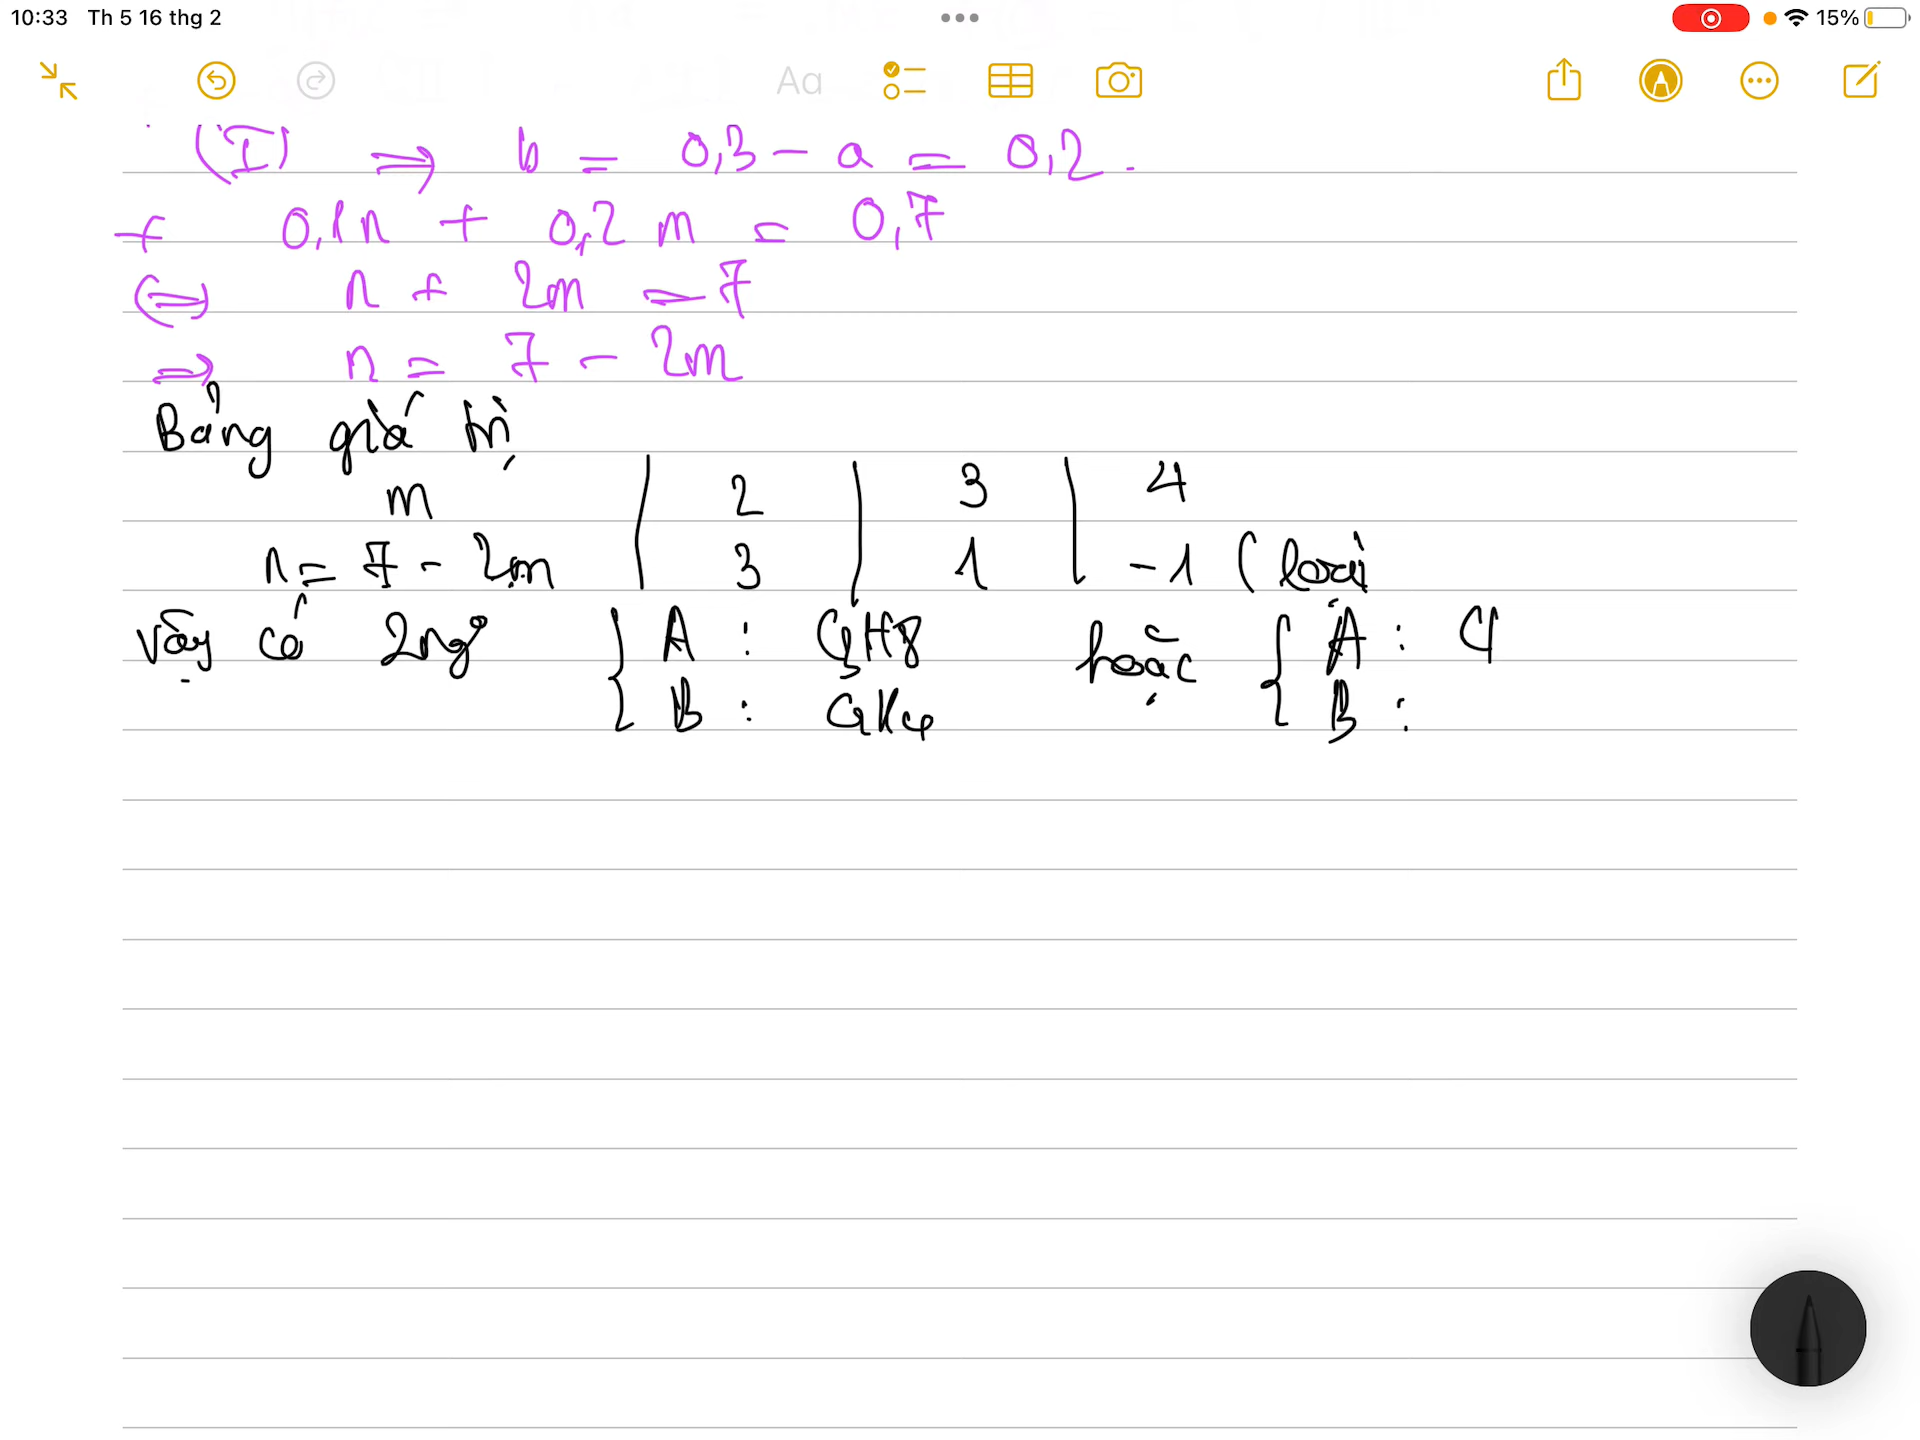 10:33 Th 5 16 thg 2
15%
Aa
(I) ⇒ b = 0,3 - a = 0,2.
+ 0,1n + 0,2 m = 0,7
⇔ n + 2m = 7
⇒ n = 7 - 2m
Bảng giá trị
m | 2 | 3 | 4
n = 7 - 2m | 3 | 1 | -1 (loại
Vậy có 2ng° { A : C3H8 hoặc { A : C
B : C2H4 B :